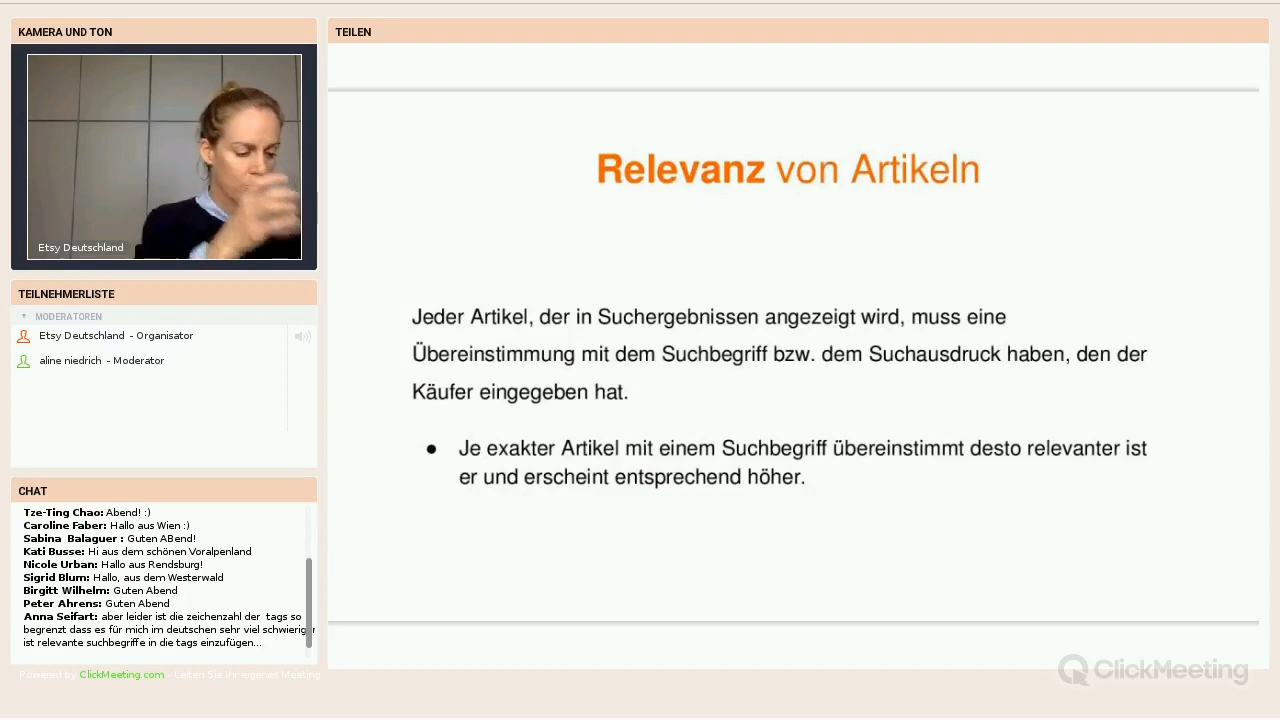 KAMERA UND TON
Etsy Deutschland
TEILNEHMERLISTE
MODERATOREN
Etsy Deutschland - Organisator
aline niedrich - Moderator
CHAT
Tze-Ting Chao: Abend! :)
Caroline Faber: Hallo aus Wien :)
Sabina Balaguer : Guten ABend!
Kati Busse: Hi aus dem schönen Voralpenland
Nicole Urban: Hallo aus Rendsburg!
Sigrid Blum: Hallo, aus dem Westerwald
Birgitt Wilhelm: Guten Abend
Peter Ahrens: Guten Abend
Anna Seifart: aber leider ist die zeichenzahl der tags so
begrenzt dass es für mich im deutschen sehr viel schwieriger
ist relevante suchbegriffe in die tags einzufügen...
Powered by ClickMeeting.com - Leiten Sie Ihr eigenes Meeting
TEILEN
Relevanz von Artikeln
Jeder Artikel, der in Suchergebnissen angezeigt wird, muss eine
Übereinstimmung mit dem Suchbegriff bzw. dem Suchausdruck haben, den der
Käufer eingegeben hat.
● Je exakter Artikel mit einem Suchbegriff übereinstimmt desto relevanter ist
er und erscheint entsprechend höher.
ClickMeeting